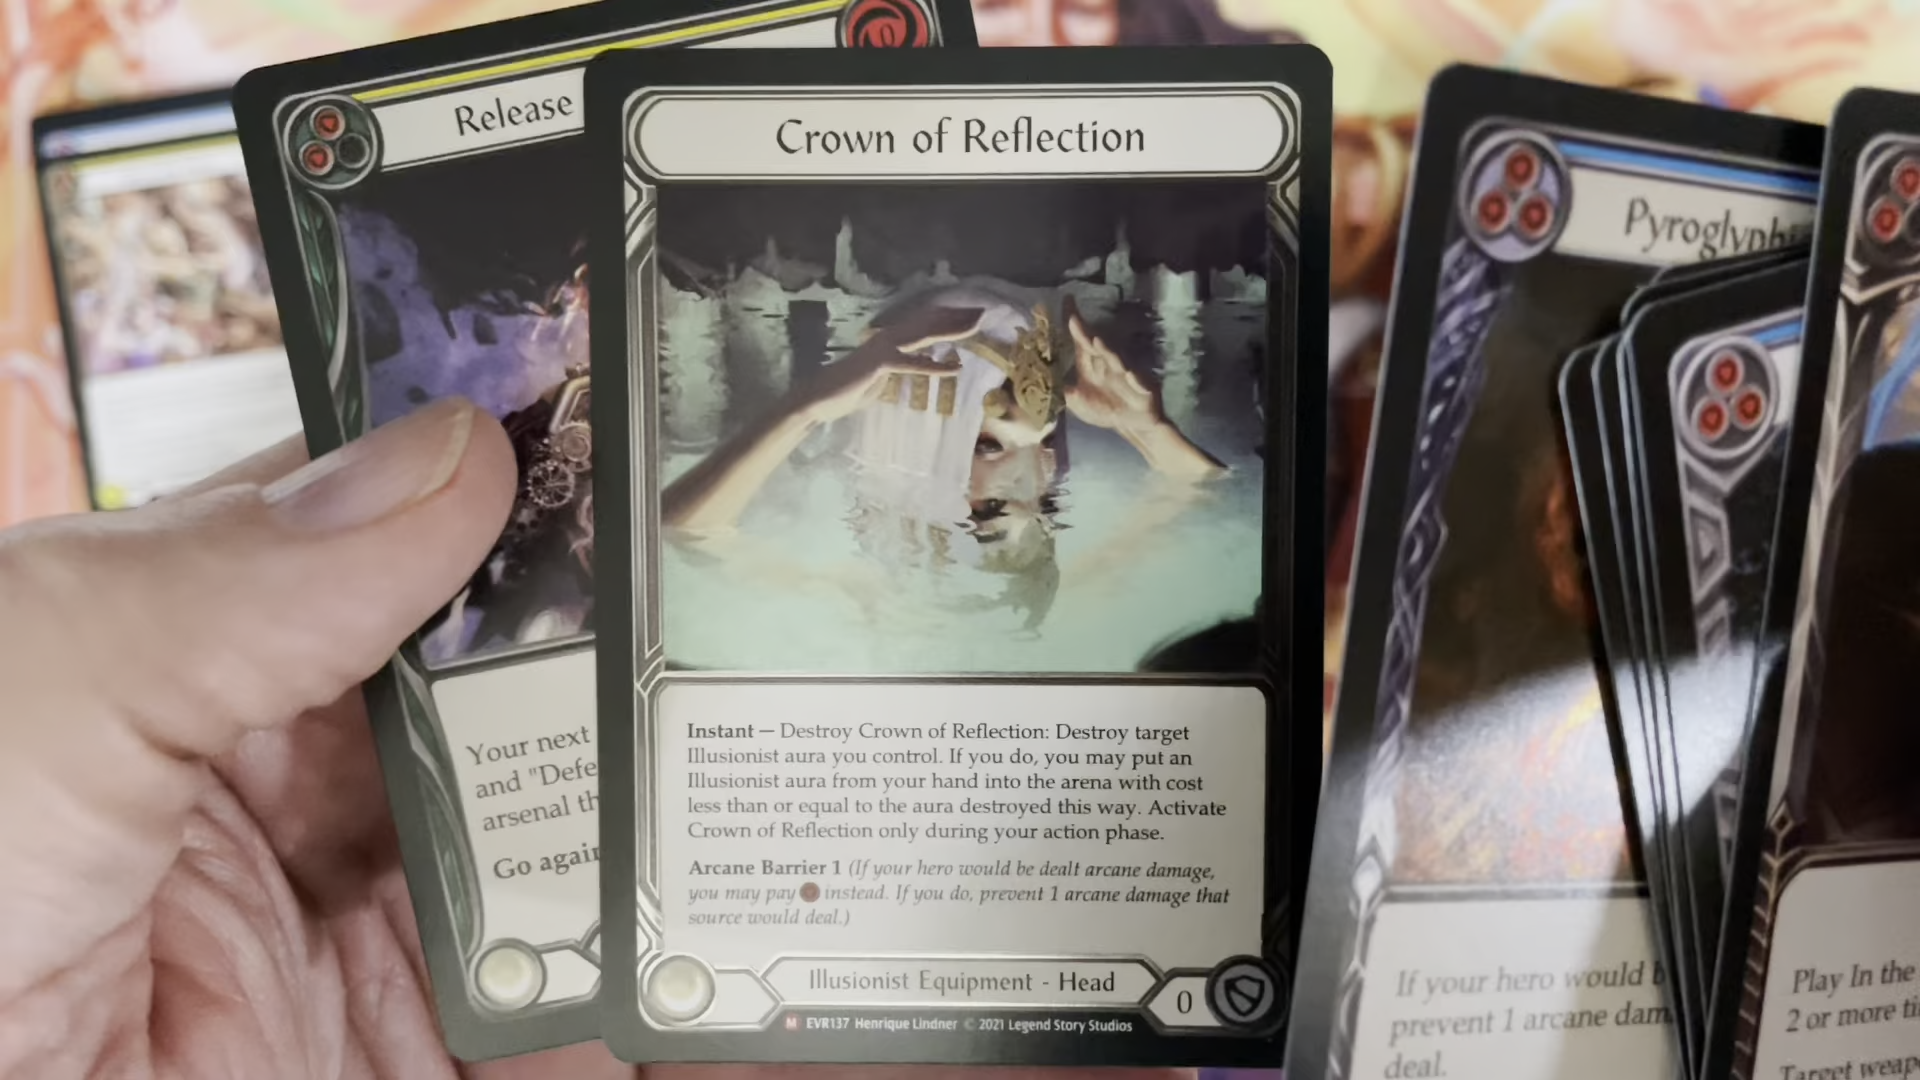 Release
Your next
and "Defe
arsenal th
Go again
Crown of Reflection
Instant — Destroy Crown of Reflection: Destroy target
Illusionist aura you control. If you do, you may put an
Illusionist aura from your hand into the arena with cost
less than or equal to the aura destroyed this way. Activate
Crown of Reflection only during your action phase.
Arcane Barrier 1 (If your hero would be dealt arcane damage,
you may pay instead. If you do, prevent 1 arcane damage that
source would deal.)
Illusionist Equipment - Head
0
M EVR137 Henrique Lindner © 2021 Legend Story Studios
Pyroglyph
If your hero would b
prevent 1 arcane dam
deal.
Play In the
2 or more ti
Target weap